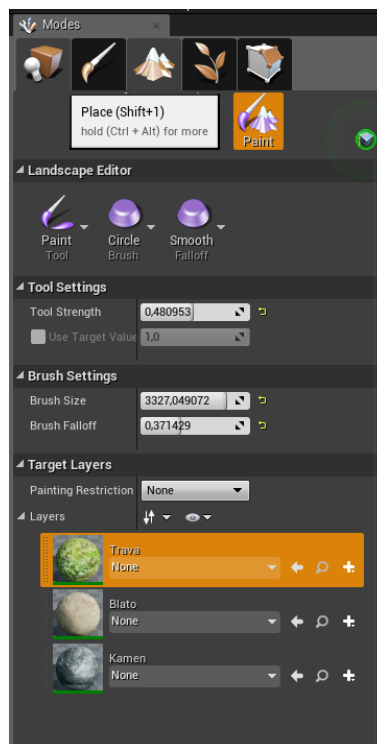 Modes
Place (Shift+1)
hold (Ctrl + Alt) for more
Paint
Landscape Editor
Paint Circle Smooth
Tool Brush Falloff
Tool Settings
Tool Strength 0,480953
Use Target Value 1,0
Brush Settings
Brush Size 3327,049072
Brush Falloff 0,371429
Target Layers
Painting Restriction None
Layers
Trava
None
Blato
None
Kamen
None